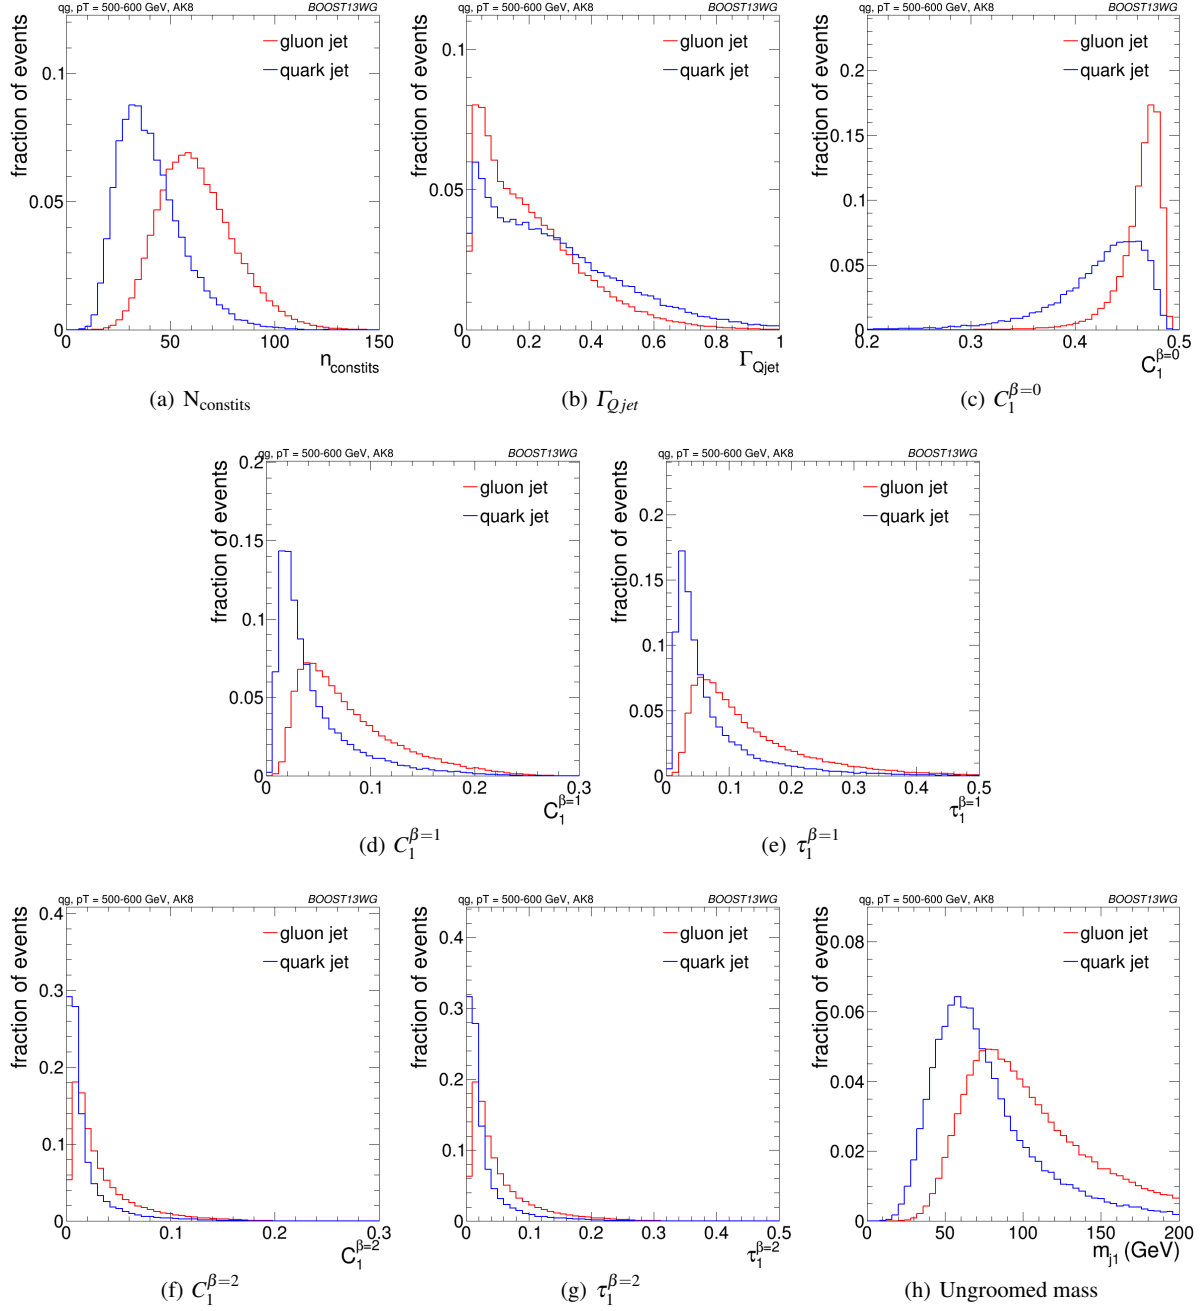 qg, pT = 500-600 GeV, AK8 BOOST13WG
fraction of events
gluon jet
quark jet
0.1
0.05
0
0 50 100 150
n_constits
(a) N_constits
qg, pT = 500-600 GeV, AK8 BOOST13WG
fraction of events
gluon jet
quark jet
0.1
0.05
0
0 0.2 0.4 0.6 0.8 1
Γ_Qjet
(b) Γ_Qjet
qg, pT = 500-600 GeV, AK8 BOOST13WG
fraction of events
gluon jet
quark jet
0.2
0.15
0.1
0.05
0
0.2 0.3 0.4 0.5
C_1^β=0
(c) C_1^β=0
qg, pT = 500-600 GeV, AK8 BOOST13WG
fraction of events
gluon jet
quark jet
0.2
0.15
0.1
0.05
0
0 0.1 0.2 0.3
C_1^β=1
(d) C_1^β=1
qg, pT = 500-600 GeV, AK8 BOOST13WG
fraction of events
gluon jet
quark jet
0.2
0.15
0.1
0.05
0
0 0.1 0.2 0.3 0.4 0.5
τ_1^β=1
(e) τ_1^β=1
qg, pT = 500-600 GeV, AK8 BOOST13WG
fraction of events
gluon jet
quark jet
0.4
0.3
0.2
0.1
0
0 0.1 0.2 0.3
C_1^β=2
(f) C_1^β=2
qg, pT = 500-600 GeV, AK8 BOOST13WG
fraction of events
gluon jet
quark jet
0.4
0.3
0.2
0.1
0
0 0.1 0.2 0.3 0.4 0.5
τ_1^β=2
(g) τ_1^β=2
qg, pT = 500-600 GeV, AK8 BOOST13WG
fraction of events
gluon jet
quark jet
0.08
0.06
0.04
0.02
0
0 50 100 150 200
m_j1 (GeV)
(h) Ungroomed mass